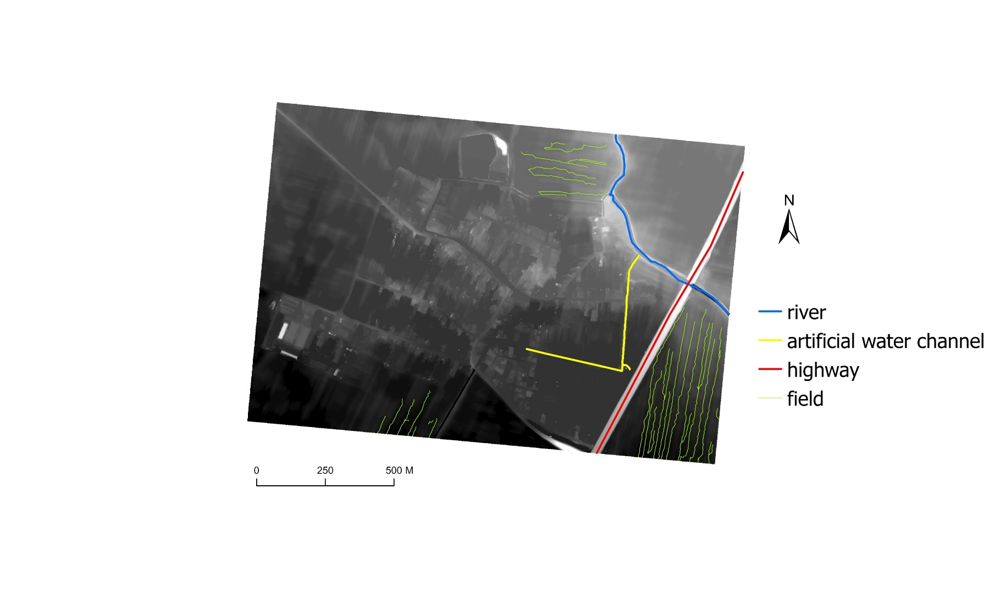 N
river
artificial water channel
highway
field
0 250 500 M